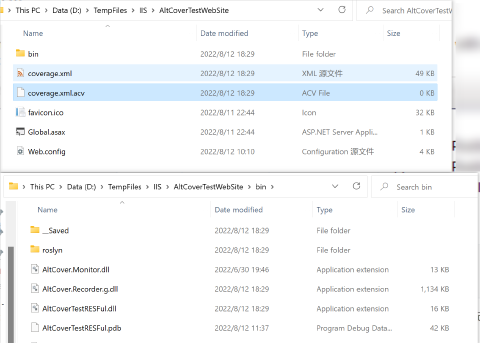 This PC > Data (D:) > TempFiles > IIS > AltCoverTestWebSite > Search AltCoverTestW
Name Date modified Type Size
bin 2022/8/12 18:29 File folder
coverage.xml 2022/8/12 18:29 XML 源文件 49 KB
coverage.xml.acv 2022/8/12 18:29 ACV File 0 KB
favicon.ico 2022/8/11 22:44 Icon 32 KB
Global.asax 2022/8/11 22:44 ASP.NET Server Applic... 1 KB
Web.config 2022/8/12 10:10 Configuration 源文件 4 KB
This PC > Data (D:) > TempFiles > IIS > AltCoverTestWebSite > bin > Search bin
Name Date modified Type Size
__Saved 2022/8/12 18:29 File folder
roslyn 2022/8/12 18:29 File folder
AltCover.Monitor.dll 2022/6/30 19:46 Application extension 13 KB
AltCover.Recorder.g.dll 2022/8/12 18:29 Application extension 1,134 KB
AltCoverTestRESFul.dll 2022/8/12 18:29 Application extension 16 KB
AltCoverTestRESFul.pdb 2022/8/12 11:37 Program Debug Data... 42 KB